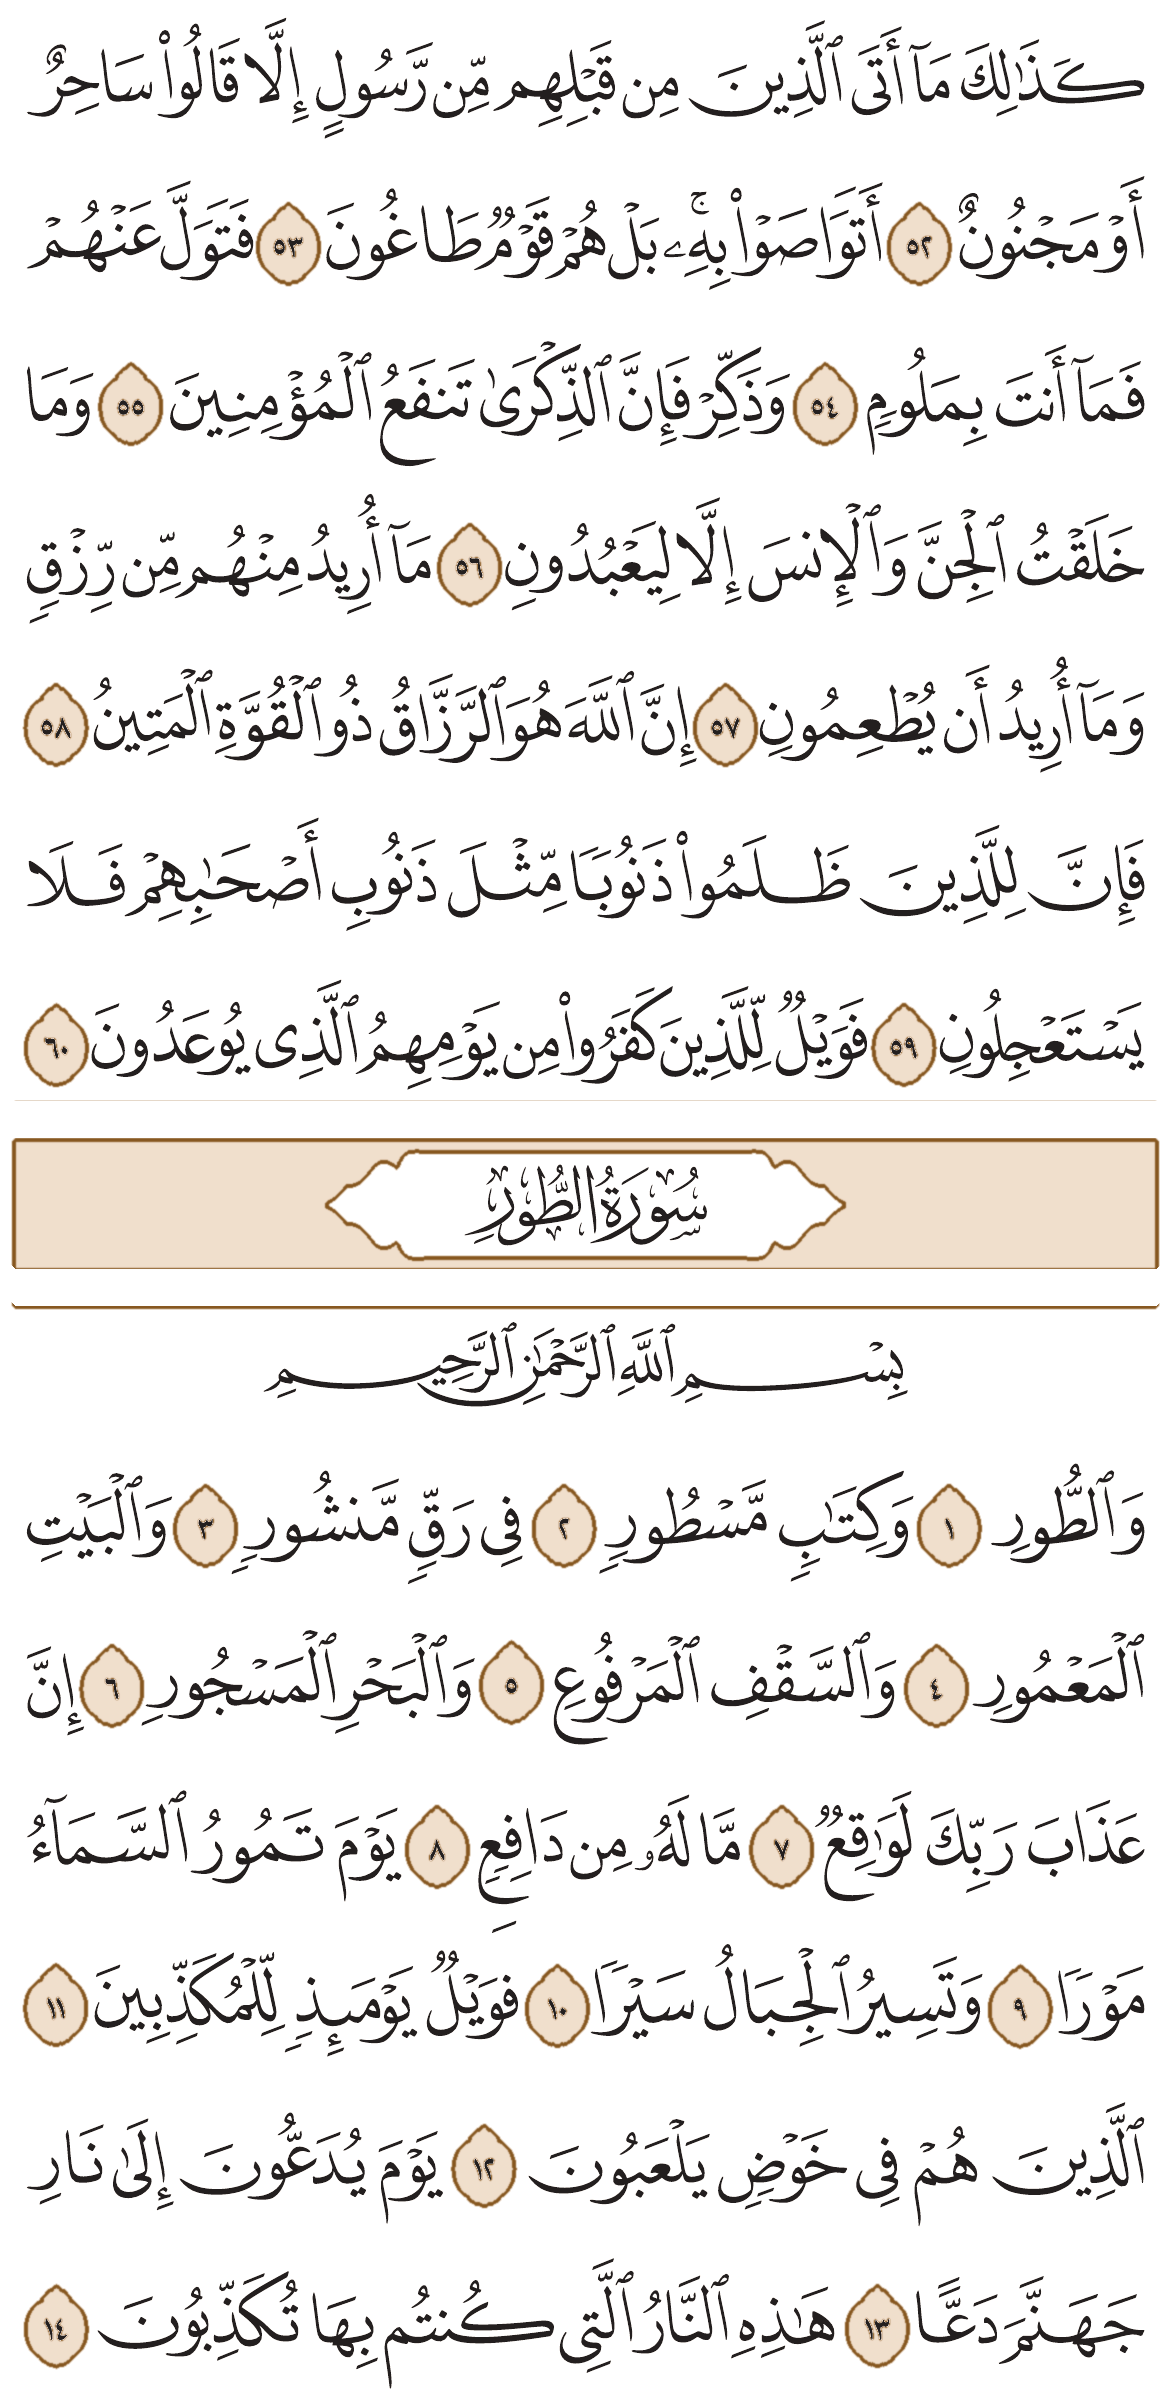 كَذَٰلِكَ مَآ أَتَى ٱلَّذِينَ مِن قَبۡلِهِم مِّن رَّسُولٍ إِلَّا قَالُواْ سَاحِرٌ
أَوۡ مَجۡنُونٌ ٥٢ أَتَوَاصَوۡاْ بِهِۦۚ بَلۡ هُمۡ قَوۡمٞ طَاغُونَ ٥٣ فَتَوَلَّ عَنۡهُمۡ
فَمَآ أَنتَ بِمَلُومٖ ٥٤ وَذَكِّرۡ فَإِنَّ ٱلذِّكۡرَىٰ تَنفَعُ ٱلۡمُؤۡمِنِينَ ٥٥ وَمَا
خَلَقۡتُ ٱلۡجِنَّ وَٱلۡإِنسَ إِلَّا لِيَعۡبُدُونِ ٥٦ مَآ أُرِيدُ مِنۡهُم مِّن رِّزۡقٖ
وَمَآ أُرِيدُ أَن يُطۡعِمُونِ ٥٧ إِنَّ ٱللَّهَ هُوَ ٱلرَّزَّاقُ ذُو ٱلۡقُوَّةِ ٱلۡمَتِينُ ٥٨
فَإِنَّ لِلَّذِينَ ظَلَمُواْ ذَنُوبٗا مِّثۡلَ ذَنُوبِ أَصۡحَٰبِهِمۡ فَلَا
يَسۡتَعۡجِلُونِ ٥٩ فَوَيۡلٞ لِّلَّذِينَ كَفَرُواْ مِن يَوۡمِهِمُ ٱلَّذِي يُوعَدُونَ ٦٠
سُورَةُ الطُّورِ
بِسۡمِ ٱللَّهِ ٱلرَّحۡمَٰنِ ٱلرَّحِيمِ
وَٱلطُّورِ ١ وَكِتَٰبٖ مَّسۡطُورٖ ٢ فِي رَقّٖ مَّنشُورٖ ٣ وَٱلۡبَيۡتِ
ٱلۡمَعۡمُورِ ٤ وَٱلسَّقۡفِ ٱلۡمَرۡفُوعِ ٥ وَٱلۡبَحۡرِ ٱلۡمَسۡجُورِ ٦ إِنَّ
عَذَابَ رَبِّكَ لَوَٰقِعٞ ٧ مَّا لَهُۥ مِن دَافِعٖ ٨ يَوۡمَ تَمُورُ ٱلسَّمَآءُ
مَوۡرٗا ٩ وَتَسِيرُ ٱلۡجِبَالُ سَيۡرٗا ١٠ فَوَيۡلٞ يَوۡمَئِذٖ لِّلۡمُكَذِّبِينَ ١١
ٱلَّذِينَ هُمۡ فِي خَوۡضٖ يَلۡعَبُونَ ١٢ يَوۡمَ يُدَعُّونَ إِلَىٰ نَارِ
جَهَنَّمَ دَعًّا ١٣ هَٰذِهِ ٱلنَّارُ ٱلَّتِي كُنتُم بِهَا تُكَذِّبُونَ ١٤